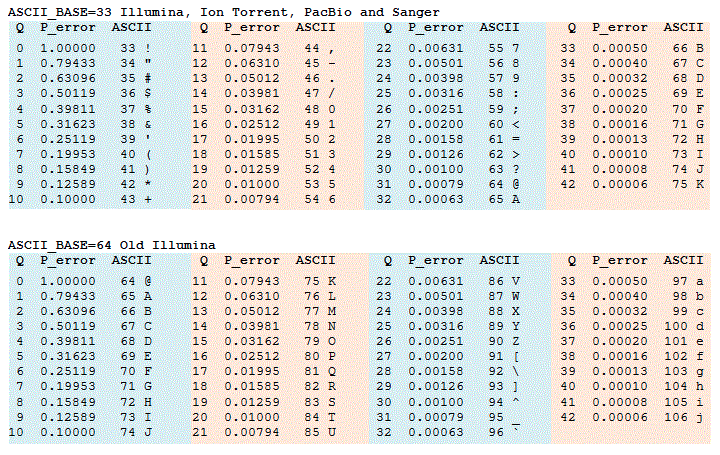 ASCII_BASE=33 Illumina, Ion Torrent, PacBio and Sanger
Q P_error ASCII Q P_error ASCII Q P_error ASCII Q P_error ASCII
0 1.00000 33 ! 11 0.07943 44 , 22 0.00631 55 7 33 0.00050 66 B
1 0.79433 34 " 12 0.06310 45 - 23 0.00501 56 8 34 0.00040 67 C
2 0.63096 35 # 13 0.05012 46 . 24 0.00398 57 9 35 0.00032 68 D
3 0.50119 36 $ 14 0.03981 47 / 25 0.00316 58 : 36 0.00025 69 E
4 0.39811 37 % 15 0.03162 48 0 26 0.00251 59 ; 37 0.00020 70 F
5 0.31623 38 & 16 0.02512 49 1 27 0.00200 60 < 38 0.00016 71 G
6 0.25119 39 ' 17 0.01995 50 2 28 0.00158 61 = 39 0.00013 72 H
7 0.19953 40 ( 18 0.01585 51 3 29 0.00126 62 > 40 0.00010 73 I
8 0.15849 41 ) 19 0.01259 52 4 30 0.00100 63 ? 41 0.00008 74 J
9 0.12589 42 * 20 0.01000 53 5 31 0.00079 64 @ 42 0.00006 75 K
10 0.10000 43 + 21 0.00794 54 6 32 0.00063 65 A
ASCII_BASE=64 Old Illumina
Q P_error ASCII Q P_error ASCII Q P_error ASCII Q P_error ASCII
0 1.00000 64 @ 11 0.07943 75 K 22 0.00631 86 V 33 0.00050 97 a
1 0.79433 65 A 12 0.06310 76 L 23 0.00501 87 W 34 0.00040 98 b
2 0.63096 66 B 13 0.05012 77 M 24 0.00398 88 X 35 0.00032 99 c
3 0.50119 67 C 14 0.03981 78 N 25 0.00316 89 Y 36 0.00025 100 d
4 0.39811 68 D 15 0.03162 79 O 26 0.00251 90 Z 37 0.00020 101 e
5 0.31623 69 E 16 0.02512 80 P 27 0.00200 91 [ 38 0.00016 102 f
6 0.25119 70 F 17 0.01995 81 Q 28 0.00158 92 \ 39 0.00013 103 g
7 0.19953 71 G 18 0.01585 82 R 29 0.00126 93 ] 40 0.00010 104 h
8 0.15849 72 H 19 0.01259 83 S 30 0.00100 94 ^ 41 0.00008 105 i
9 0.12589 73 I 20 0.01000 84 T 31 0.00079 95 _ 42 0.00006 106 j
10 0.10000 74 J 21 0.00794 85 U 32 0.00063 96 `